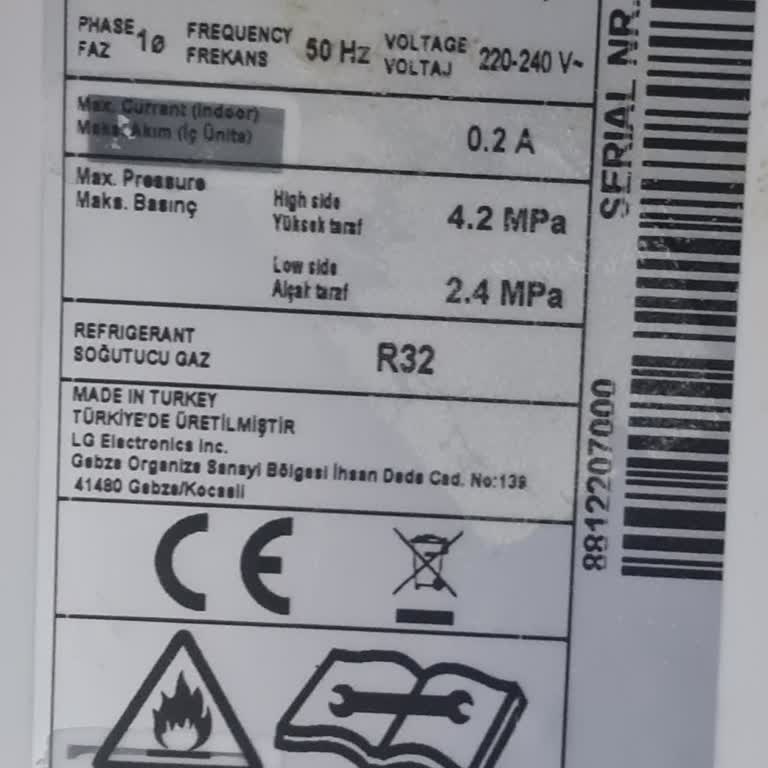 PHASE 1Ø FREQUENCY 50 Hz VOLTAGE 220-240 V~
FAZ FREKANS VOLTAJ
Max. Current (Indoor) 0.2 A
Maks. Akım (İç Ünite)
Max. Pressure High side 4.2 MPa
Maks. Basınç Yüksek taraf
Low side 2.4 MPa
Alçak taraf
REFRIGERANT R32
SOĞUTUCU GAZ
MADE IN TURKEY
TÜRKİYE'DE ÜRETİLMİŞTİR
LG Electronics Inc.
Gebze Organize Sanayi Bölgesi İhsan Dede Cad. No:139
41480 Gebze/Kocaeli
CE
SERIAL NR.
8812207000